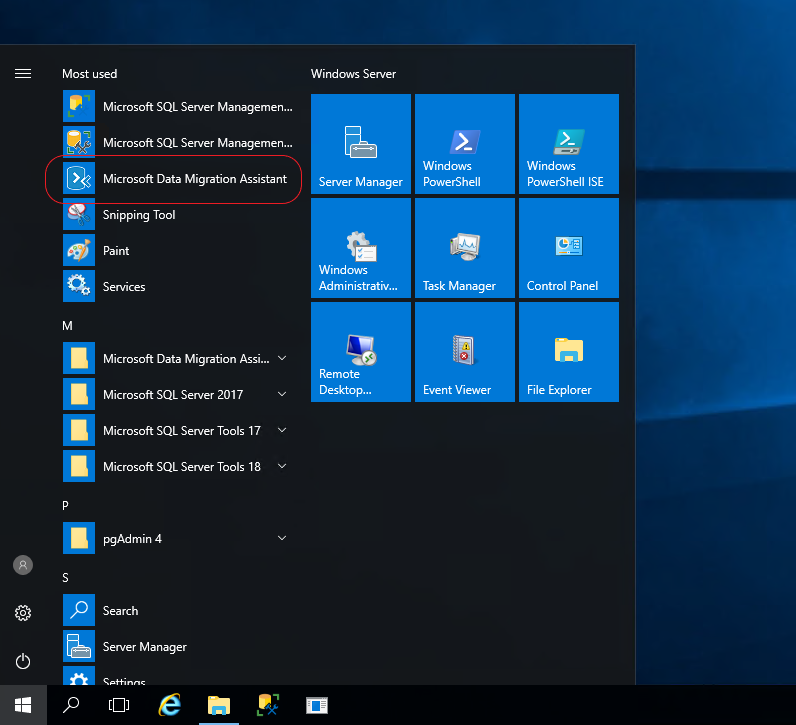 Most used
Microsoft SQL Server Managemen...
Microsoft SQL Server Managemen...
Microsoft Data Migration Assistant
Snipping Tool
Paint
Services
M
Microsoft Data Migration Assi...
Microsoft SQL Server 2017
Microsoft SQL Server Tools 17
Microsoft SQL Server Tools 18
P
pgAdmin 4
S
Search
Server Manager
Settings
Windows Server
Server Manager
Windows
PowerShell
Windows
PowerShell ISE
Windows
Administrativ...
Task Manager
Control Panel
Remote
Desktop...
Event Viewer
File Explorer